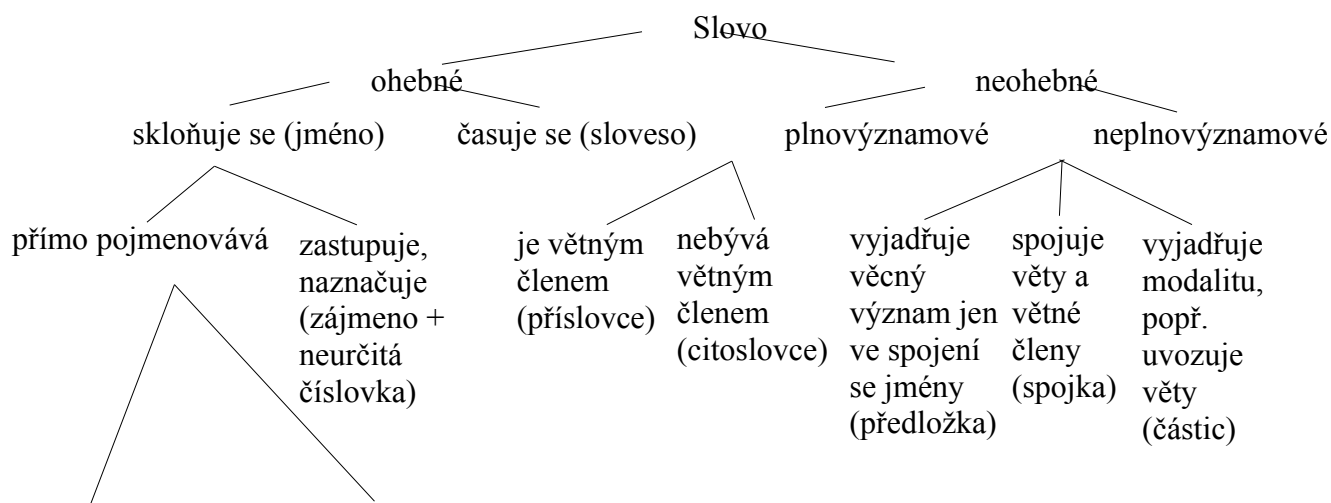 Slovo
ohebné neohebné
skloňuje se (jméno) časuje se (sloveso) plnovýznamové neplnovýznamové
přímo pojmenovává
zastupuje,
naznačuje
(zájmeno +
neurčitá
číslovka)
je větným
členem
(příslovce)
nebývá
větným
členem
(citoslovce)
vyjadřuje
věcný
význam jen
ve spojení
se jmény
(předložka)
spojuje
věty a
větné
členy
(spojka)
vyjadřuje
modalitu,
popř.
uvozuje
věty
(částic)